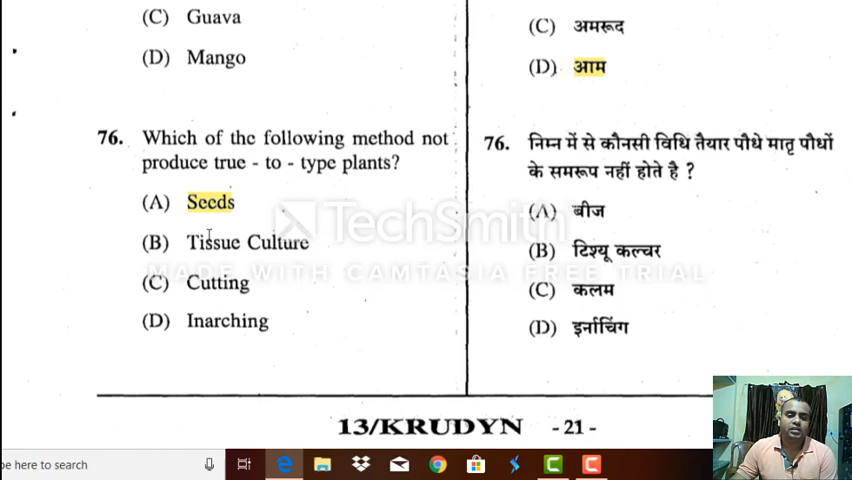 (C) Guava
(D) Mango
76. Which of the following method not
produce true - to - type plants?
(A) Seeds
(B) Tissue Culture
(C) Cutting
(D) Inarching
(C) अमरूद
(D) आम
76. निम्न में से कौनसी विधि तैयार पौधे मातृ पौधों
के समरूप नहीं होते है ?
(A) बीज
(B) टिश्यू कल्चर
(C) कलम
(D) इर्नाचिंग
TechSmith
MADE WITH CAMTASIA FREE TRIAL
13/KRUDYN - 21 -
pe here to search